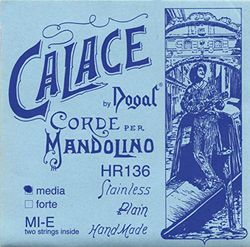 CALACE
by Dogal®
CORDE PER
MANDOLINO
HR136
media
forte
MI-E
two strings inside
Stainless
Plain
HandMade